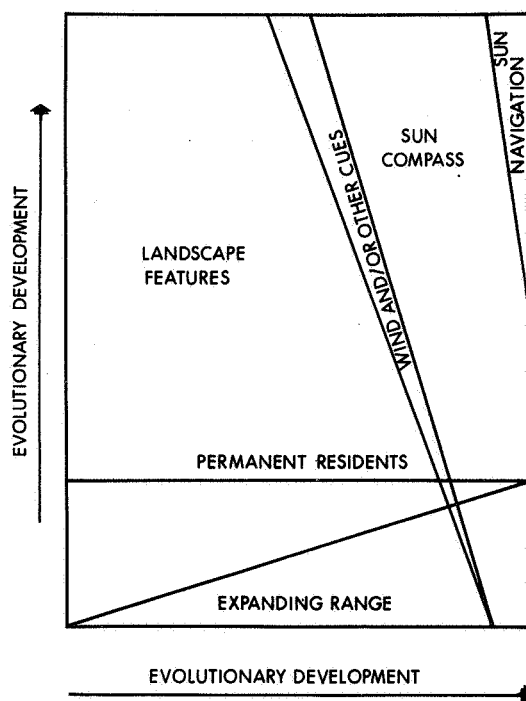 SUN
NAVIGATION
SUN
COMPASS
WIND AND/OR OTHER CUES
LANDSCAPE
FEATURES
EVOLUTIONARY DEVELOPMENT
PERMANENT RESIDENTS
EXPANDING RANGE
EVOLUTIONARY DEVELOPMENT